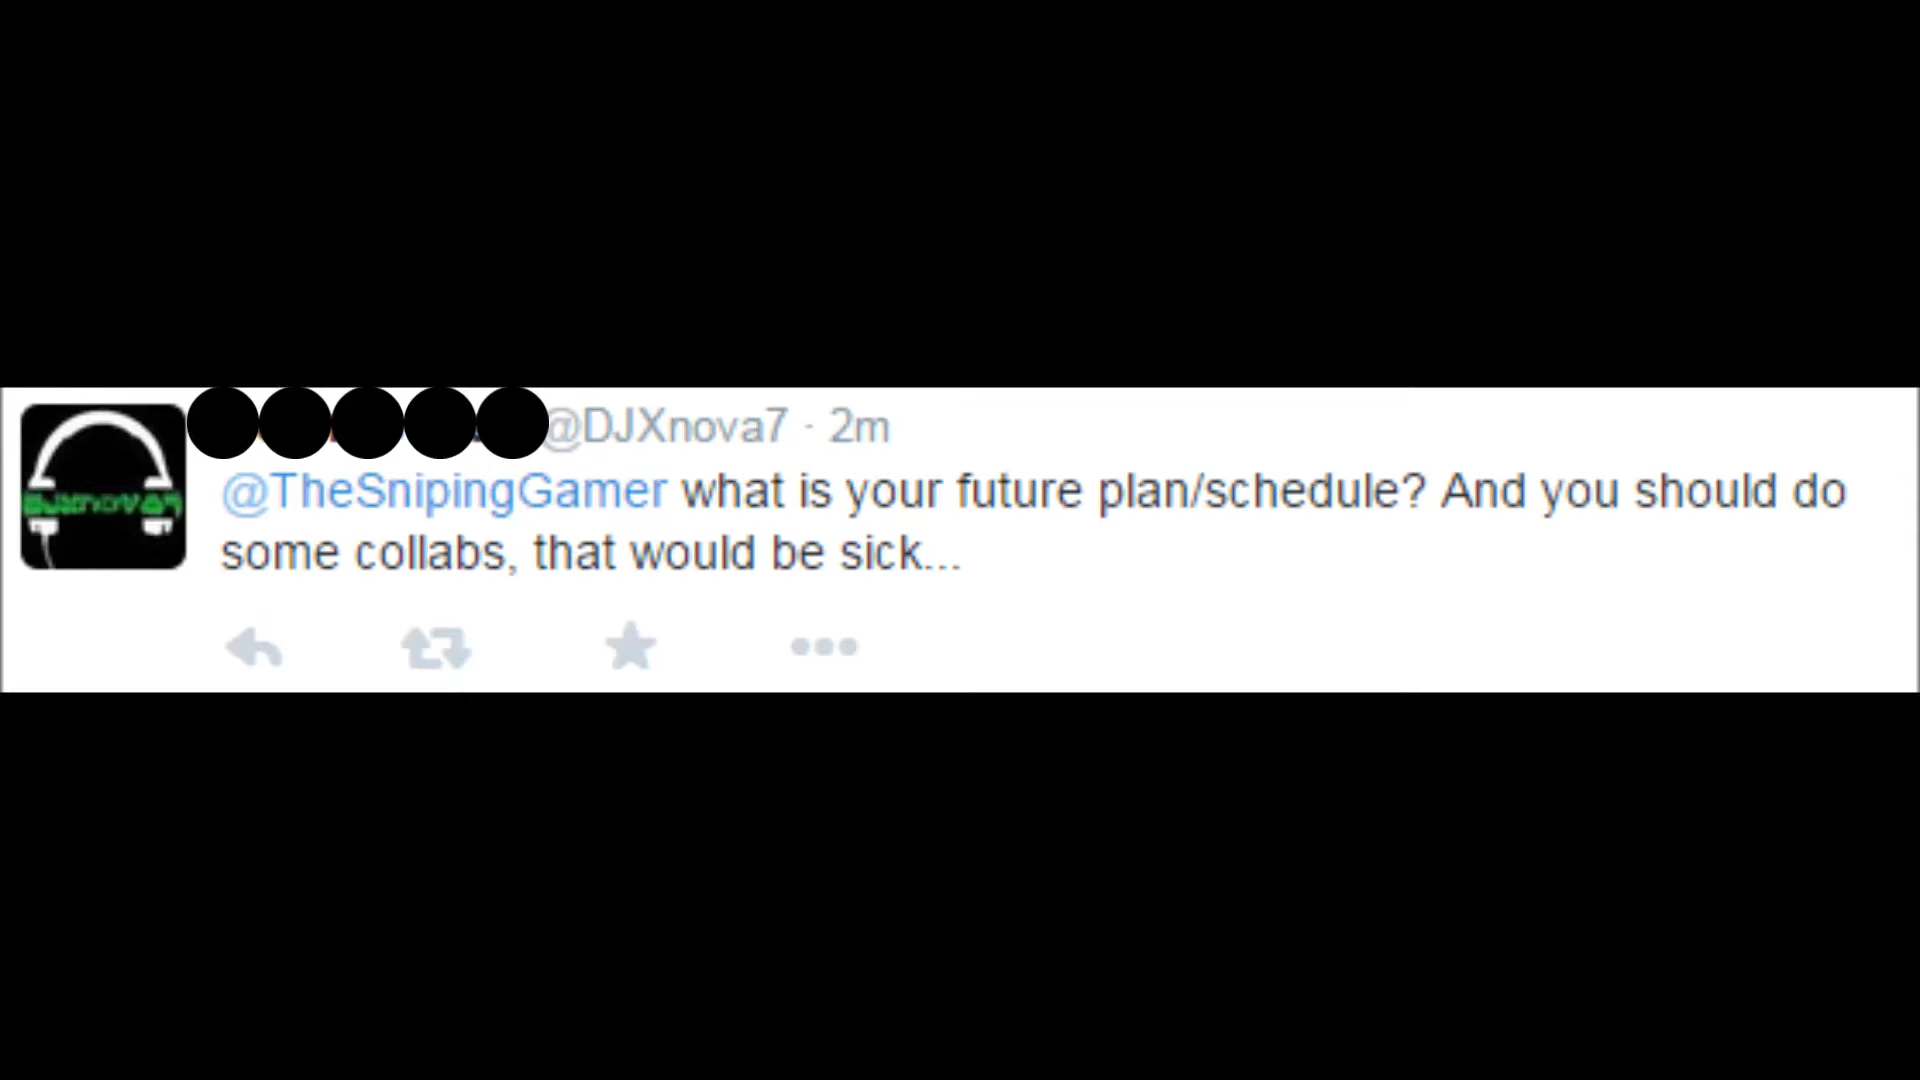 @DJXnova7 · 2m
@TheSnipingGamer what is your future plan/schedule? And you should do
some collabs, that would be sick...